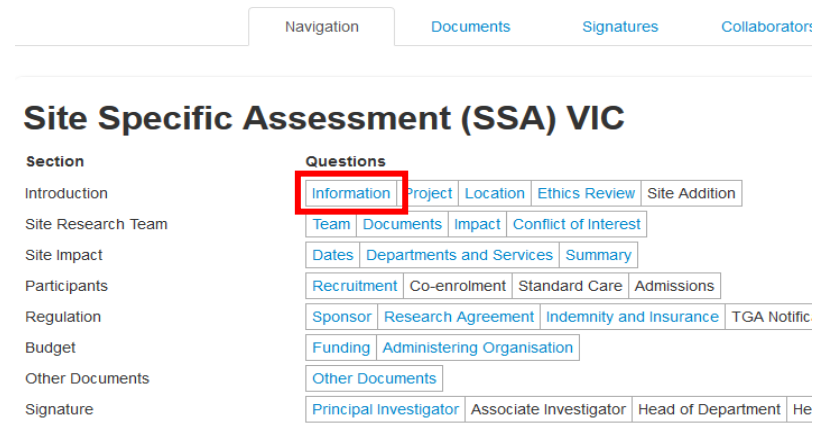 Navigation Documents Signatures Collaborators
Site Specific Assessment (SSA) VIC
Section Questions
Introduction Information Project Location Ethics Review Site Addition
Site Research Team Team Documents Impact Conflict of Interest
Site Impact Dates Departments and Services Summary
Participants Recruitment Co-enrolment Standard Care Admissions
Regulation Sponsor Research Agreement Indemnity and Insurance TGA
Budget Funding Administering Organisation
Other Documents Other Documents
Signature Principal Investigator Associate Investigator Head of Department